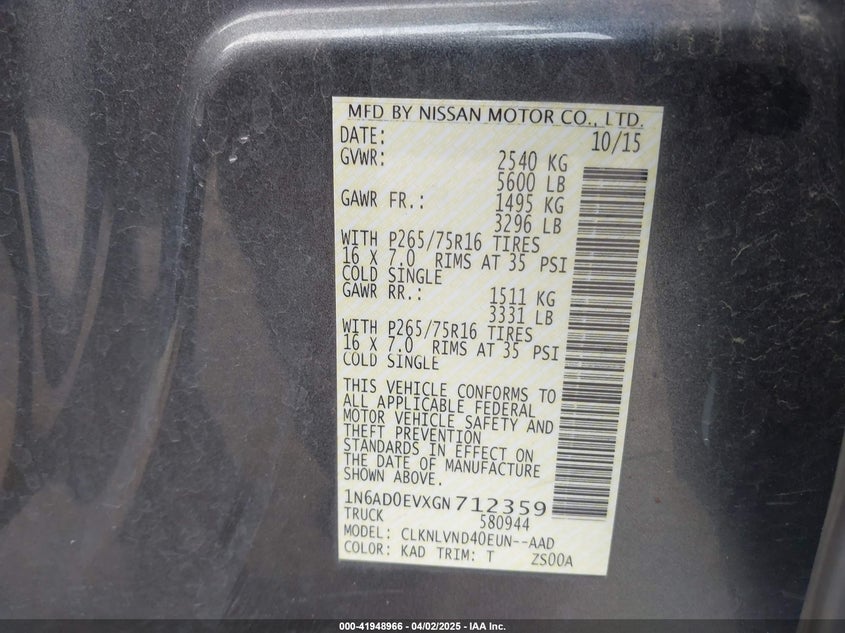 MFD BY NISSAN MOTOR CO., LTD.
DATE: 10/15
GVWR: 2540 KG
5600 LB
GAWR FR.: 1495 KG
3296 LB
WITH P265/75R16 TIRES
16 X 7.0 RIMS AT 35 PSI
COLD SINGLE
GAWR RR.: 1511 KG
3331 LB
WITH P265/75R16 TIRES
16 X 7.0 RIMS AT 35 PSI
COLD SINGLE
THIS VEHICLE CONFORMS TO
ALL APPLICABLE FEDERAL
MOTOR VEHICLE SAFETY AND
THEFT PREVENTION
STANDARDS IN EFFECT ON
THE DATE OF MANUFACTURE
SHOWN ABOVE.
1N6AD0EVXGN712359
TRUCK 580944
MODEL: CLKNLVND40EUN--AAD
COLOR: KAD TRIM: T ZS00A
000-41948966 - 04/02/2025 - IAA Inc.